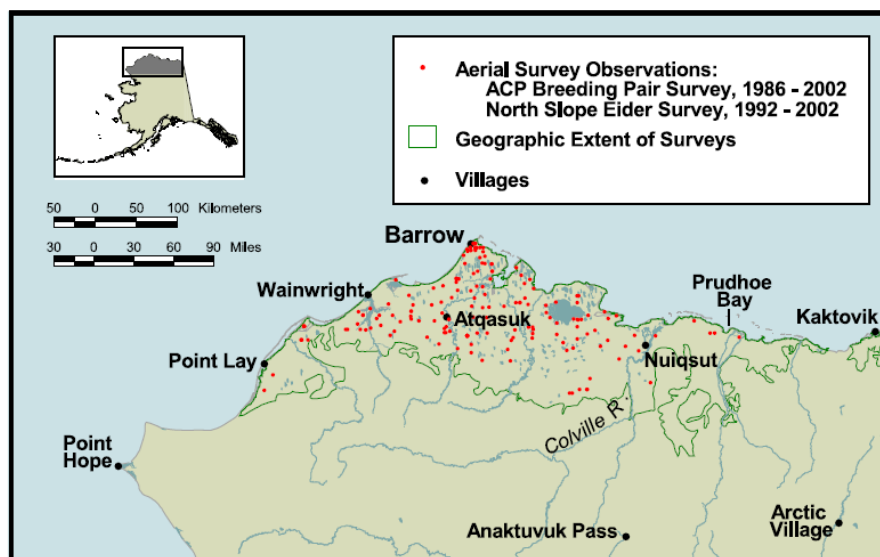 Aerial Survey Observations:
ACP Breeding Pair Survey, 1986 - 2002
North Slope Eider Survey, 1992 - 2002
Geographic Extent of Surveys
Villages
50 0 50 100 Kilometers
30 0 30 60 90 Miles
Barrow
Wainwright
Prudhoe
Bay
Kaktovik
Atqasuk
Point Lay
Nuiqsut
Colville R.
Point
Hope
Anaktuvuk Pass
Arctic
Village